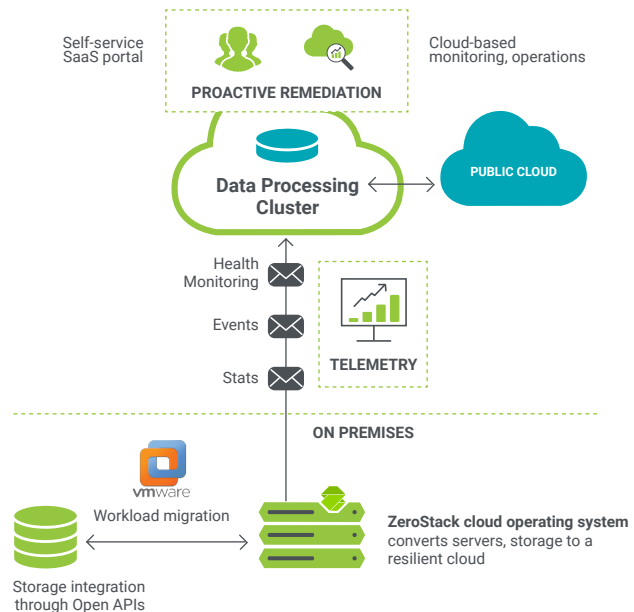 Self-service
SaaS portal
Cloud-based
monitoring, operations
PROACTIVE REMEDIATION
Data Processing
Cluster
PUBLIC CLOUD
Health
Monitoring
Events
Stats
TELEMETRY
ON PREMISES
vmware
Workload migration
ZeroStack cloud operating system
converts servers, storage to a
resilient cloud
Storage integration
through Open APIs